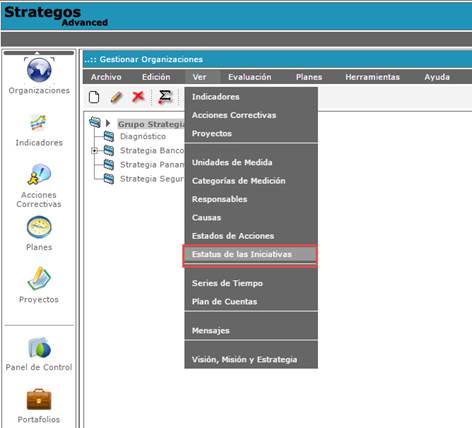 Strategos
Advanced
..:: Gestionar Organizaciones
Archivo Edición Ver Evaluación Planes Herramientas Ayuda
Organizaciones
Indicadores
Acciones
Correctivas
Planes
Proyectos
Panel de Control
Portafolios
Grupo Strategia
Diagnóstico
Strategia Banco
Strategia Panam
Strategia Segur
Indicadores
Acciones Correctivas
Proyectos
Unidades de Medida
Categorías de Medición
Responsables
Causas
Estados de Acciones
Estatus de las Iniciativas
Series de Tiempo
Plan de Cuentas
Mensajes
Visión, Misión y Estrategia